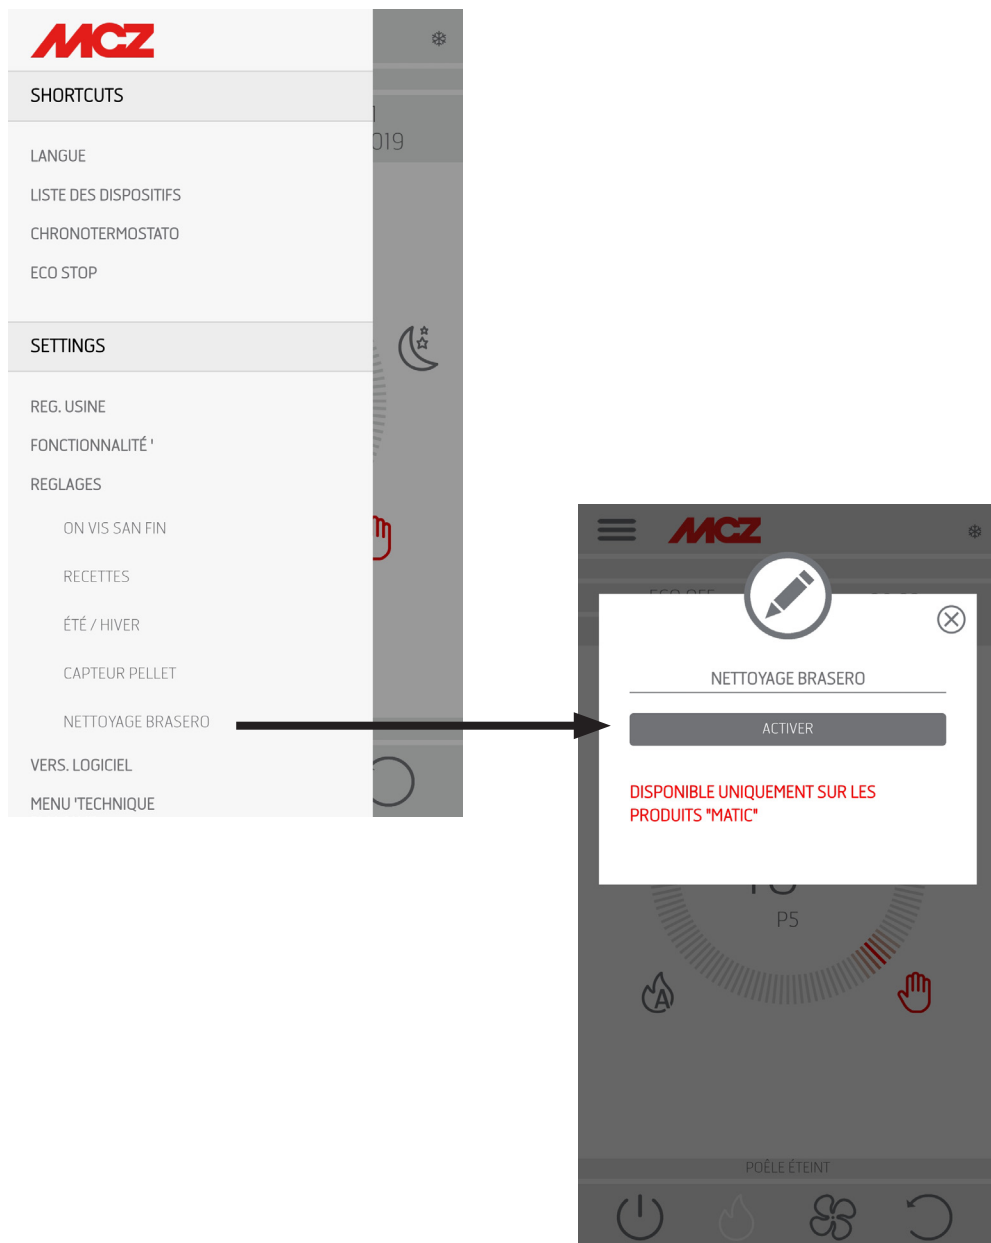 MCZ
SHORTCUTS
019
LANGUE
LISTE DES DISPOSITIFS
CHRONOTERMOSTATO
ECO STOP
SETTINGS
REG. USINE
FONCTIONNALITÉ '
REGLAGES
ON VIS SAN FIN
RECETTES
ÉTÉ / HIVER
CAPTEUR PELLET
NETTOYAGE BRASERO
VERS. LOGICIEL
MENU 'TECHNIQUE
MCZ
NETTOYAGE BRASERO
ACTIVER
DISPONIBLE UNIQUEMENT SUR LES
PRODUITS "MATIC"
P5
A
POÊLE ÉTEINT